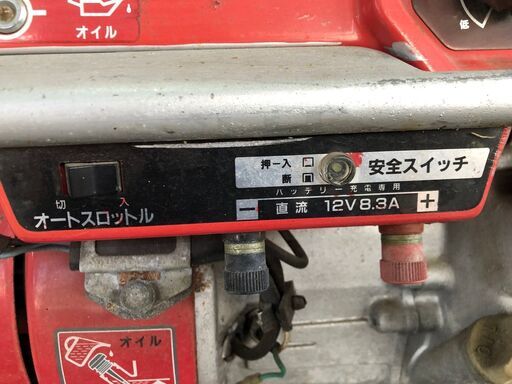 オイル
低
押ー入
断
安全スイッチ
切 入
オートスロットル
バッテリー充電専用
－ 直流 12V8.3A ＋
オイル